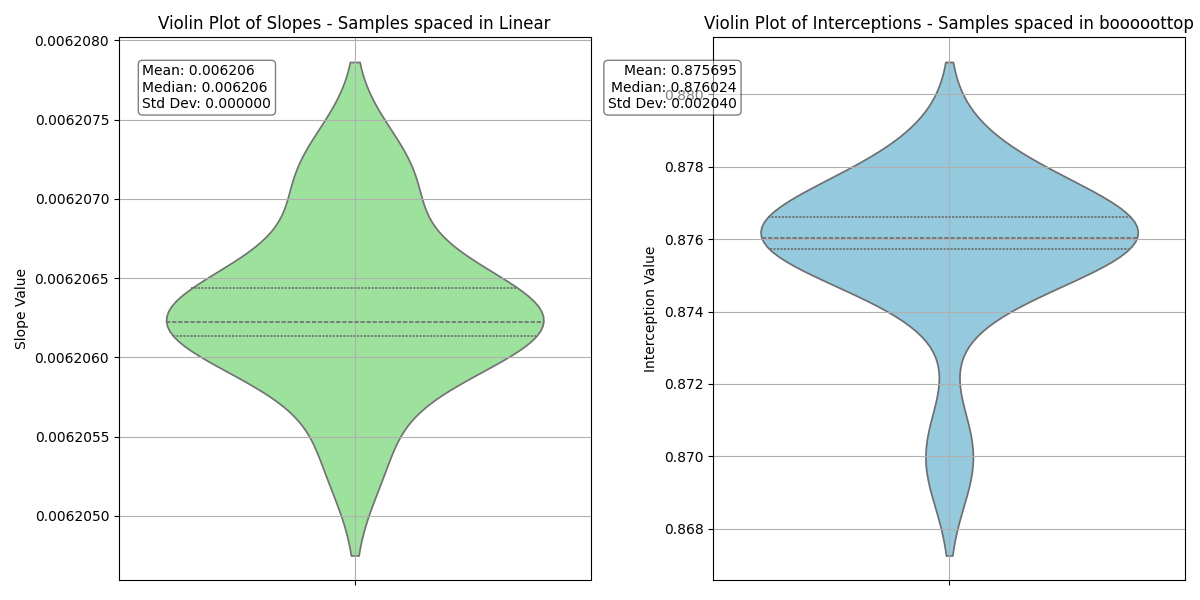 Violin Plot of Slopes - Samples spaced in Linear
0.0062080
0.0062075
0.0062070
0.0062065
0.0062060
0.0062055
0.0062050
Slope Value
Mean: 0.006206
Median: 0.006206
Std Dev: 0.000000
Violin Plot of Interceptions - Samples spaced in booooottop
Mean: 0.875695
Median: 0.876024
Std Dev: 0.002040
0.880
0.878
0.876
0.874
0.872
0.870
0.868
Interception Value